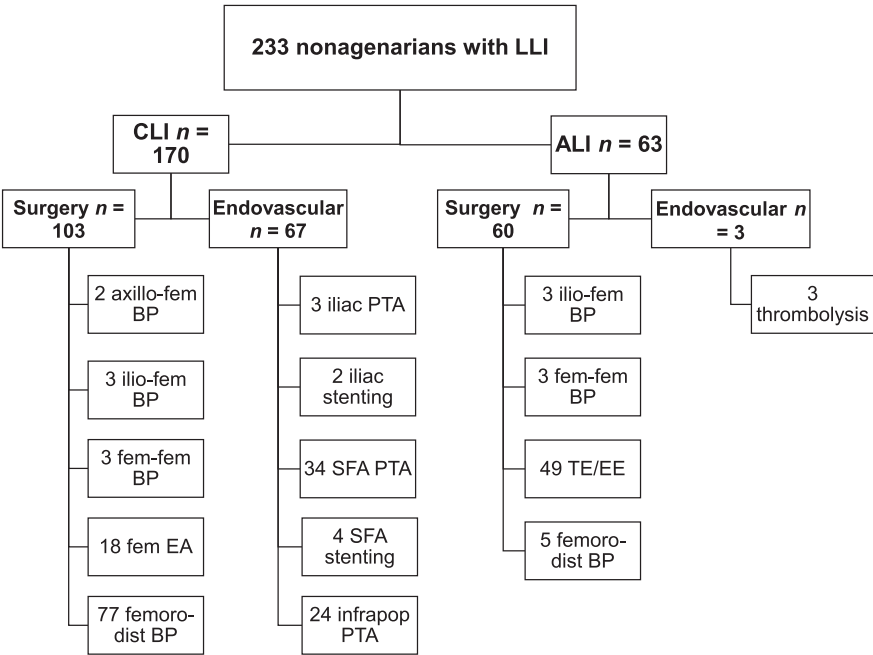 233 nonagenarians with LLI
CLI n =
170
ALI n = 63
Surgery n =
103
Endovascular
n = 67
Surgery n =
60
Endovascular n
= 3
2 axillo-fem
BP
3 ilio-fem
BP
3 fem-fem
BP
18 fem EA
77 femoro-
dist BP
3 iliac PTA
2 iliac
stenting
34 SFA PTA
4 SFA
stenting
24 infrapop
PTA
3 ilio-fem
BP
3 fem-fem
BP
49 TE/EE
5 femoro-
dist BP
3
thrombolysis